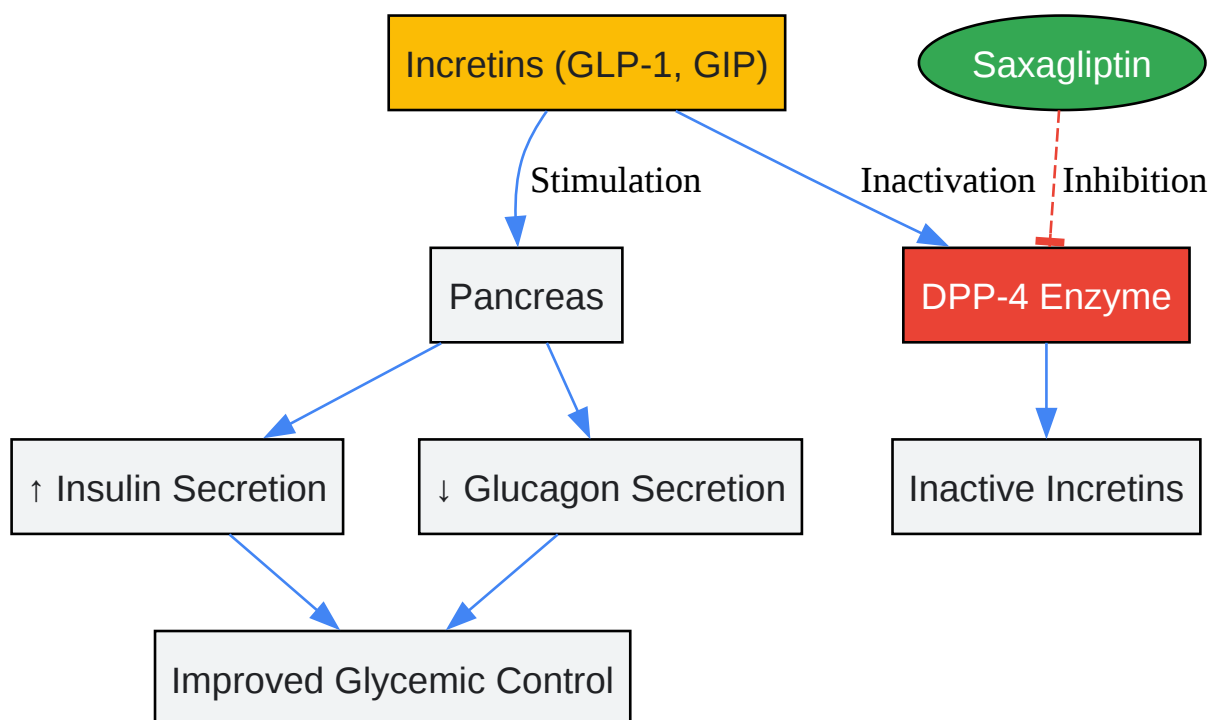 Incretins (GLP-1, GIP)
Saxagliptin
Stimulation
Inactivation
Inhibition
Pancreas
DPP-4 Enzyme
↑ Insulin Secretion
↓ Glucagon Secretion
Inactive Incretins
Improved Glycemic Control